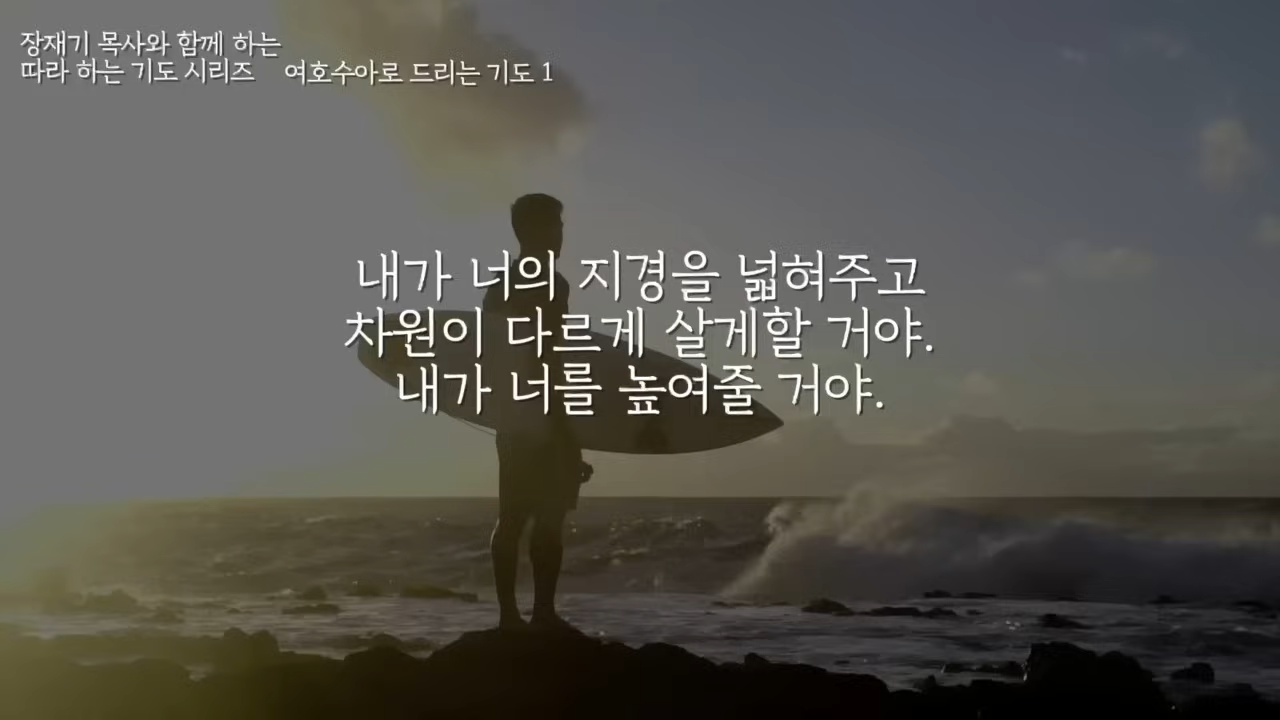 장재기 목사와 함께 하는
따라 하는 기도 시리즈 여호수아로 드리는 기도 1
내가 너의 지경을 넓혀주고
차원이 다르게 살게할 거야.
내가 너를 높여줄 거야.